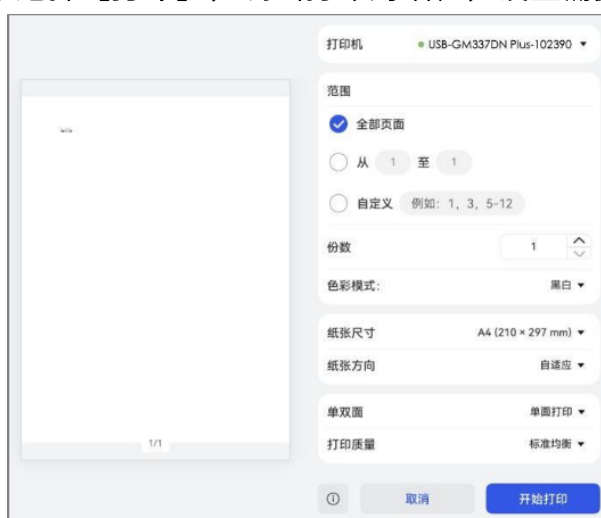 打印机 USB-GM337DN Plus-102390
范围
全部页面
从 1 至 1
自定义 例如: 1, 3, 5-12
份数 1
色彩模式: 黑白
纸张尺寸 A4 (210 × 297 mm)
纸张方向 自适应
单双面 单面打印
打印质量 标准均衡
1/1
取消 开始打印